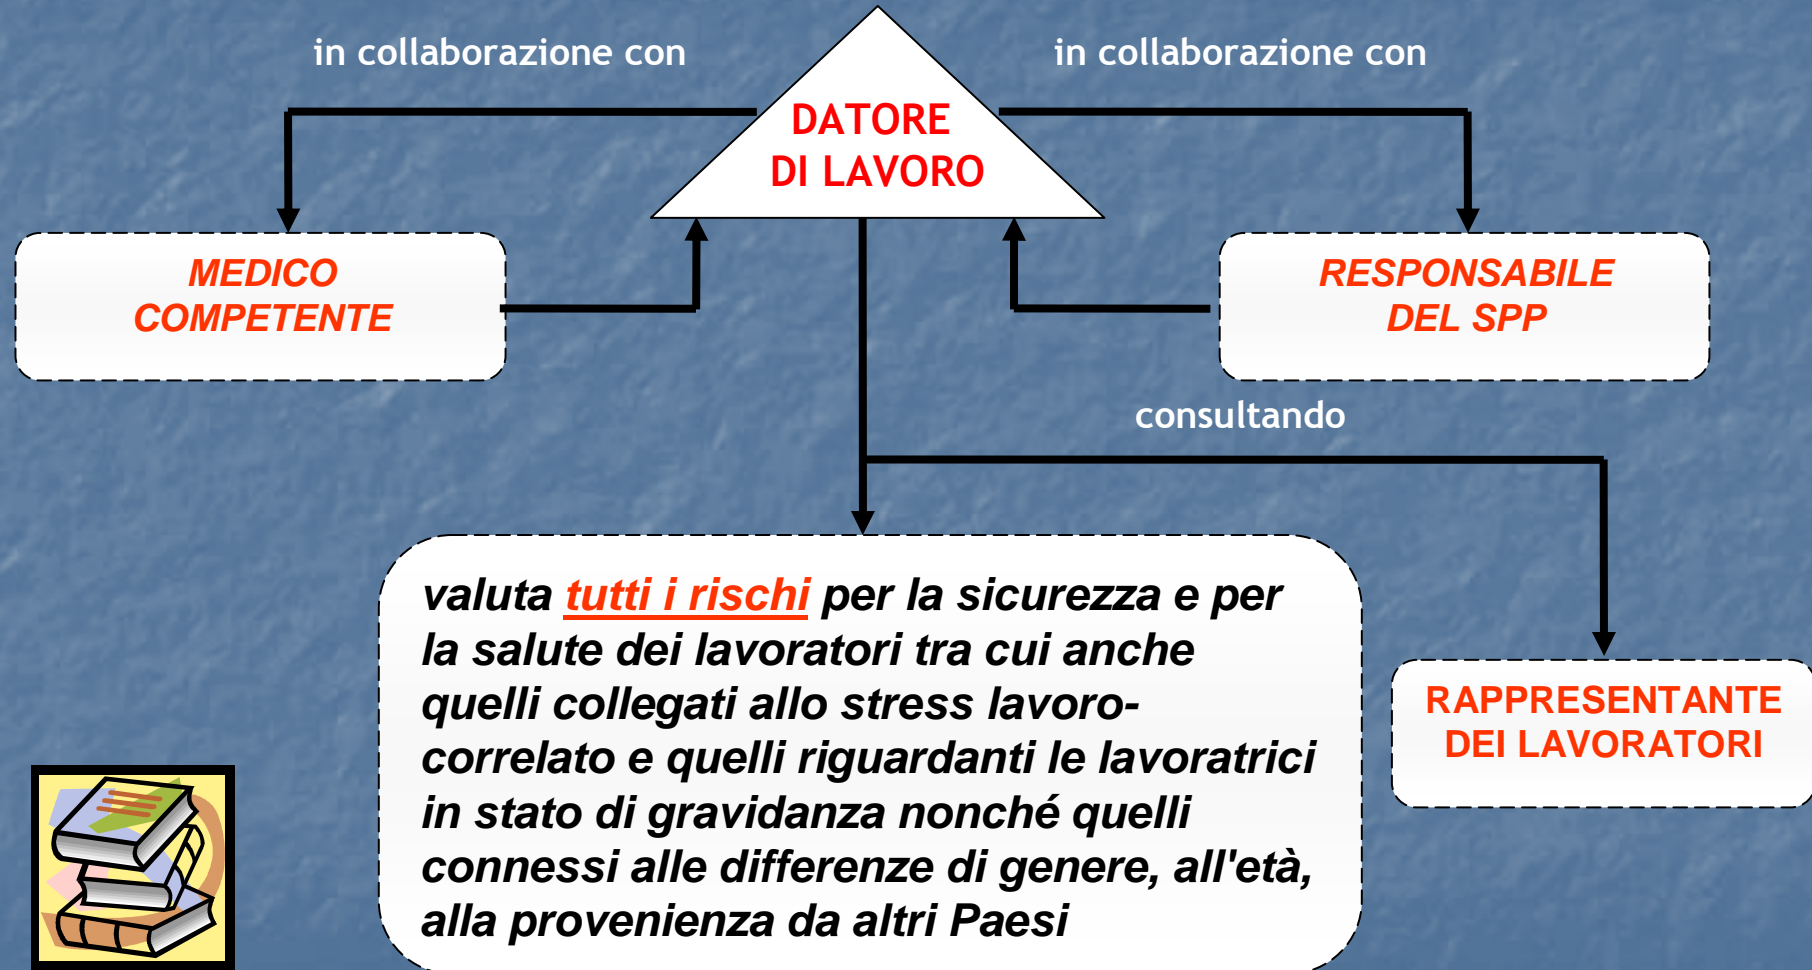 in collaborazione con
in collaborazione con
DATORE
DI LAVORO
MEDICO
COMPETENTE
RESPONSABILE
DEL SPP
consultando
valuta tutti i rischi per la sicurezza e per
la salute dei lavoratori tra cui anche
quelli collegati allo stress lavoro-
correlato e quelli riguardanti le lavoratrici
in stato di gravidanza nonché quelli
connessi alle differenze di genere, all'età,
alla provenienza da altri Paesi
RAPPRESENTANTE
DEI LAVORATORI